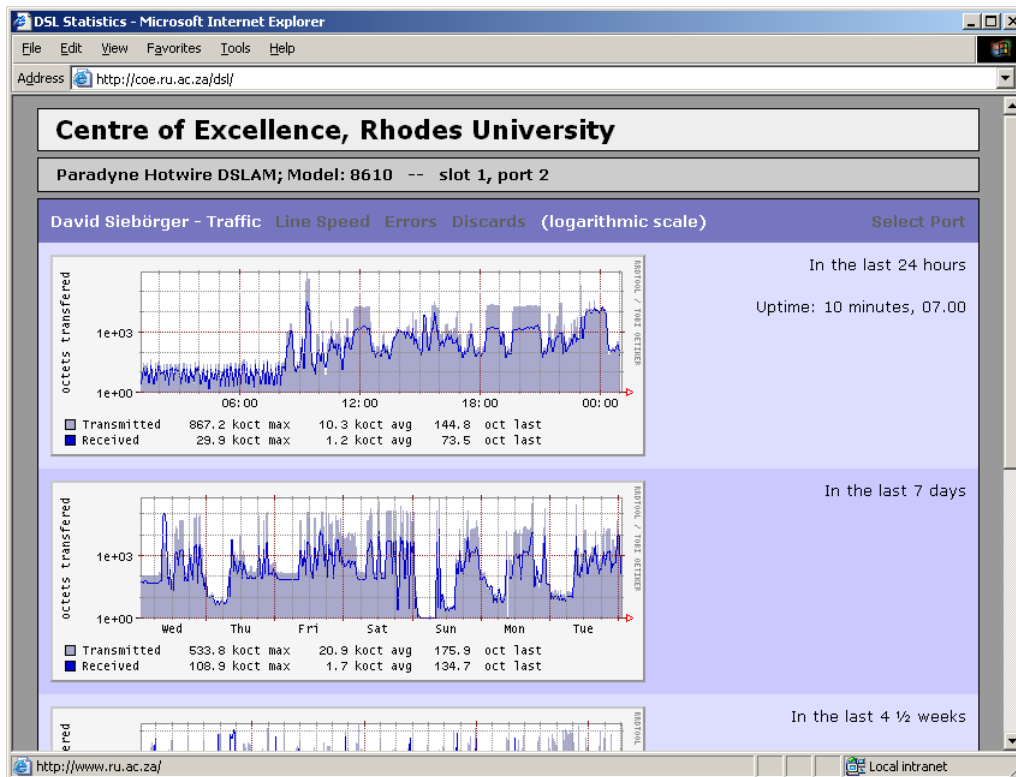 DSL Statistics - Microsoft Internet Explorer
File Edit View Favorites Tools Help
Address http://coe.ru.ac.za/dsl/
Centre of Excellence, Rhodes University
Paradyne Hotwire DSLAM; Model: 8610 -- slot 1, port 2
David Siebörger - Traffic Line Speed Errors Discards (logarithmic scale) Select Port
In the last 24 hours
Uptime: 10 minutes, 07.00
octets transfered
1e+03
1e+00
06:00 12:00 18:00 00:00
RRDTOOL / TOBI OETIKER
Transmitted 867.2 koct max 10.3 koct avg 144.8 oct last
Received 29.9 koct max 1.2 koct avg 73.5 oct last
In the last 7 days
octets transfered
1e+03
1e+00
Wed Thu Fri Sat Sun Mon Tue
RRDTOOL / TOBI OETIKER
Transmitted 533.8 koct max 20.9 koct avg 175.9 oct last
Received 108.9 koct max 1.7 koct avg 134.7 oct last
In the last 4 ½ weeks
ered
RRDTOOL
http://www.ru.ac.za/
Local intranet